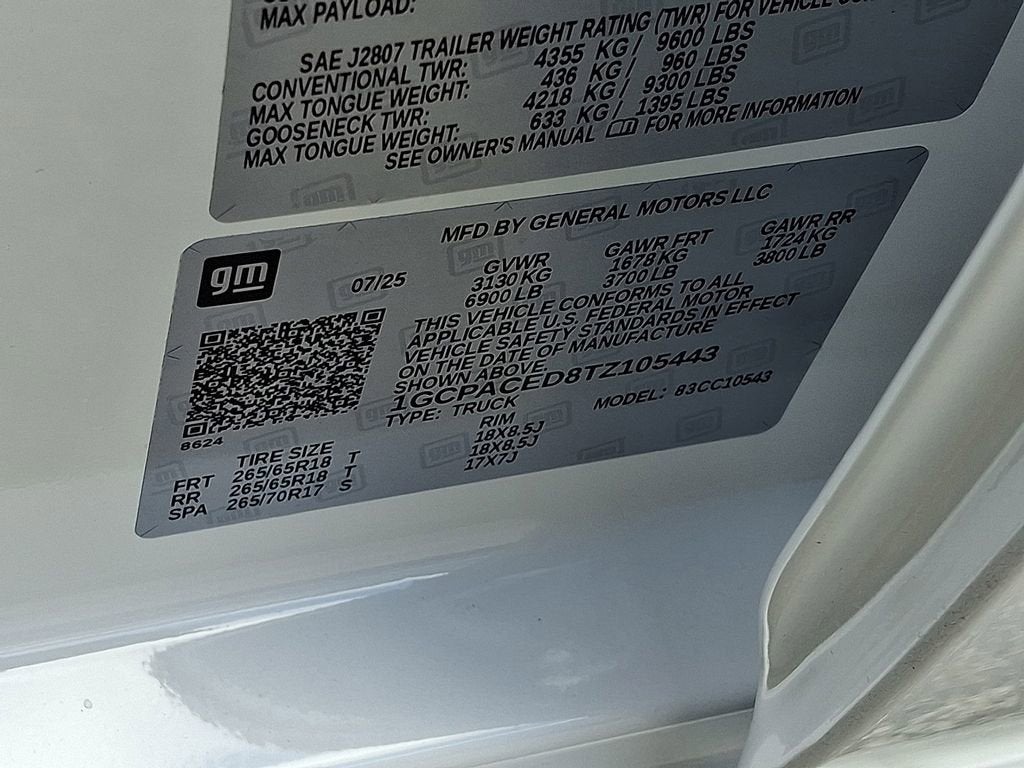 MAX PAYLOAD:
SAE J2807 TRAILER WEIGHT RATING (TWR) FOR VEHICLE
CONVENTIONAL TWR: 4355 KG / 9600 LBS
MAX TONGUE WEIGHT: 436 KG / 960 LBS
GOOSENECK TWR: 4218 KG / 9300 LBS
MAX TONGUE WEIGHT: 633 KG / 1395 LBS
SEE OWNER'S MANUAL FOR MORE INFORMATION
MFD BY GENERAL MOTORS LLC
gm
07/25 GVWR GAWR FRT GAWR RR
3130 KG 1678 KG 1724 KG
6900 LB 3700 LB 3800 LB
THIS VEHICLE CONFORMS TO ALL
APPLICABLE U.S. FEDERAL MOTOR
VEHICLE SAFETY STANDARDS IN EFFECT
ON THE DATE OF MANUFACTURE
SHOWN ABOVE.
1GCPACED8TZ105443
TYPE: TRUCK MODEL: 83CC10543
8624
TIRE SIZE RIM
FRT 265/65R18 T 18X8.5J
RR 265/65R18 T 18X8.5J
SPA 265/70R17 S 17X7J